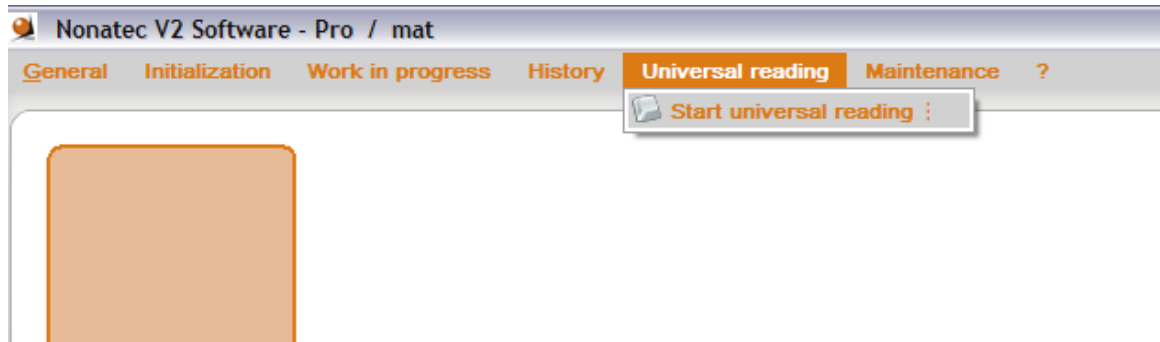 Nonatec V2 Software - Pro / mat
General Initialization Work in progress History Universal reading Maintenance ?
Start universal reading